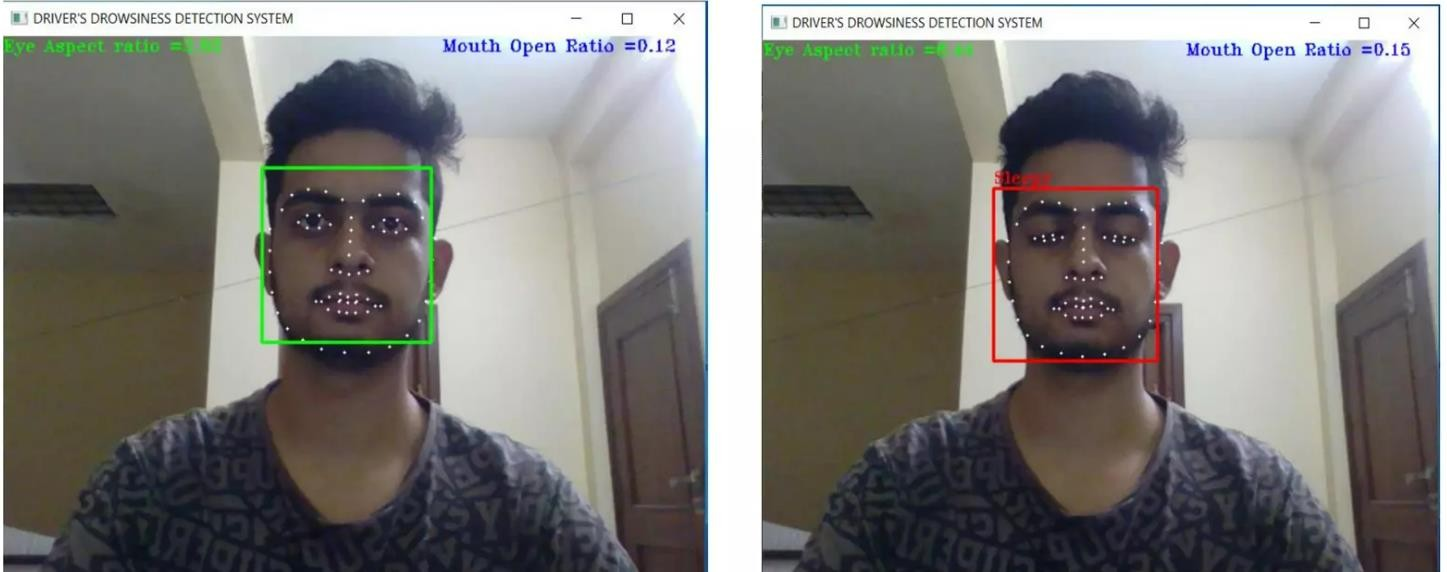 DRIVER'S DROWSINESS DETECTION SYSTEM
Eye Aspect ratio =
Mouth Open Ratio =0.12
DRIVER'S DROWSINESS DETECTION SYSTEM
Eye Aspect ratio =
Mouth Open Ratio =0.15
Sleepy